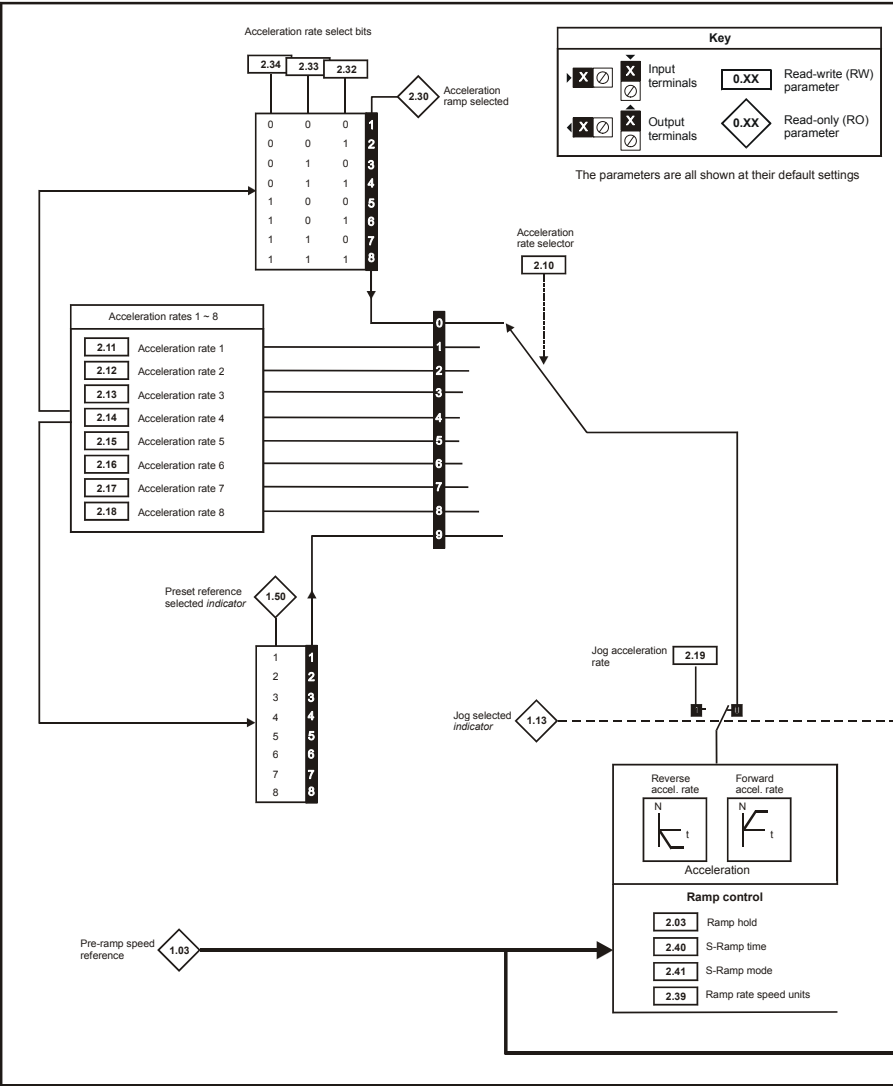 Acceleration rate select bits
2.34 2.33 2.32
2.30
Acceleration
ramp selected
0 0 0 1
0 0 1 2
0 1 0 3
0 1 1 4
1 0 0 5
1 0 1 6
1 1 0 7
1 1 1 8
Key
X
X
Input
terminals
0.XX
Read-write (RW)
parameter
X
X
Output
terminals
0.XX
Read-only (RO)
parameter
The parameters are all shown at their default settings
Acceleration
rate selector
2.10
Acceleration rates 1 ~ 8
2.11 Acceleration rate 1
2.12 Acceleration rate 2
2.13 Acceleration rate 3
2.14 Acceleration rate 4
2.15 Acceleration rate 5
2.16 Acceleration rate 6
2.17 Acceleration rate 7
2.18 Acceleration rate 8
0
1
2
3
4
5
6
7
8
9
Preset reference
selected indicator
1.50
1 1
2 2
3 3
4 4
5 5
6 6
7 7
8 8
Jog acceleration
rate
2.19
1 0
Jog selected
indicator
1.13
Reverse
accel. rate
N
t
Forward
accel. rate
N
t
Acceleration
Ramp control
2.03 Ramp hold
2.40 S-Ramp time
2.41 S-Ramp mode
2.39 Ramp rate speed units
Pre-ramp speed
reference
1.03